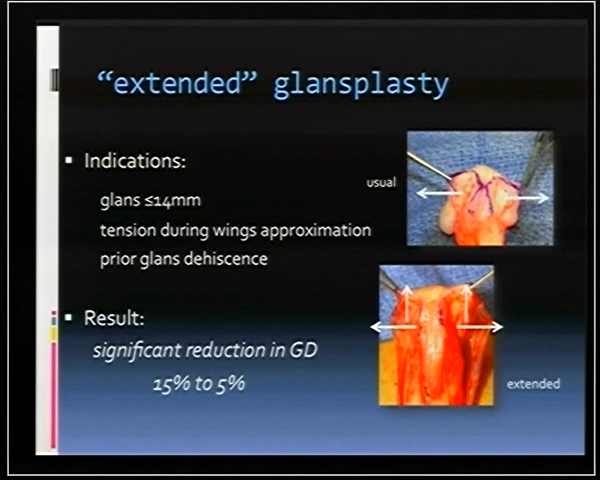 “extended” glansplasty
Indications:
usual
glans ≤14mm
tension during wings approximation
prior glans dehiscence
Result:
significant reduction in GD
15% to 5%
extended